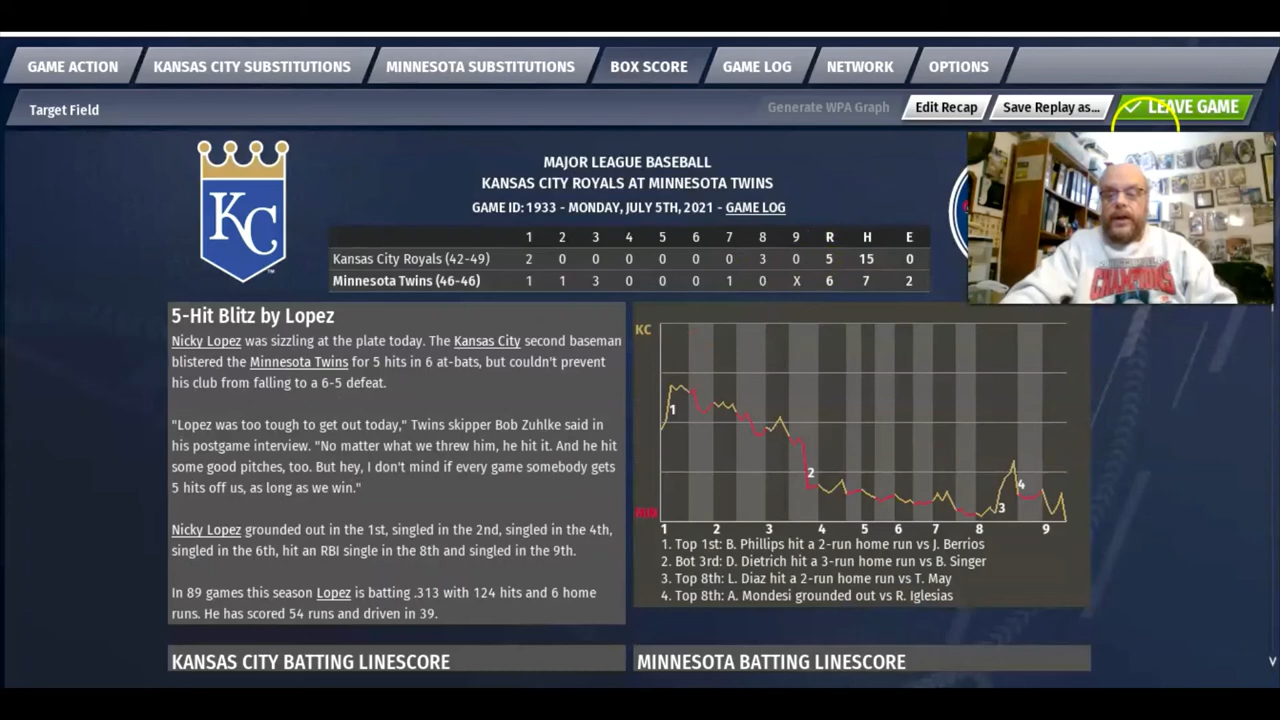 GAME ACTION KANSAS CITY SUBSTITUTIONS MINNESOTA SUBSTITUTIONS BOX SCORE GAME LOG NETWORK OPTIONS
Target Field Generate WPA Graph Edit Recap Save Replay as... LEAVE GAME
KC
MAJOR LEAGUE BASEBALL
KANSAS CITY ROYALS AT MINNESOTA TWINS
GAME ID: 1933 - MONDAY, JULY 5TH, 2021 - GAME LOG
1 2 3 4 5 6 7 8 9 R H E
Kansas City Royals (42-49) 2 0 0 0 0 0 0 3 0 5 15 0
Minnesota Twins (46-46) 1 1 3 0 0 0 1 0 X 6 7 2
CHAMPIONS
5-Hit Blitz by Lopez
Nicky Lopez was sizzling at the plate today. The Kansas City second baseman
blistered the Minnesota Twins for 5 hits in 6 at-bats, but couldn't prevent
his club from falling to a 6-5 defeat.
"Lopez was too tough to get out today," Twins skipper Bob Zuhlke said in
his postgame interview. "No matter what we threw him, he hit it. And he hit
some good pitches, too. But hey, I don't mind if every game somebody gets
5 hits off us, as long as we win."
Nicky Lopez grounded out in the 1st, singled in the 2nd, singled in the 4th,
singled in the 6th, hit an RBI single in the 8th and singled in the 9th.
In 89 games this season Lopez is batting .313 with 124 hits and 6 home
runs. He has scored 54 runs and driven in 39.
KC
1
2
3
4
1 2 3 4 5 6 7 8 9
1. Top 1st: B. Phillips hit a 2-run home run vs J. Berrios
2. Bot 3rd: D. Dietrich hit a 3-run home run vs B. Singer
3. Top 8th: L. Diaz hit a 2-run home run vs T. May
4. Top 8th: A. Mondesi grounded out vs R. Iglesias
KANSAS CITY BATTING LINESCORE
MINNESOTA BATTING LINESCORE